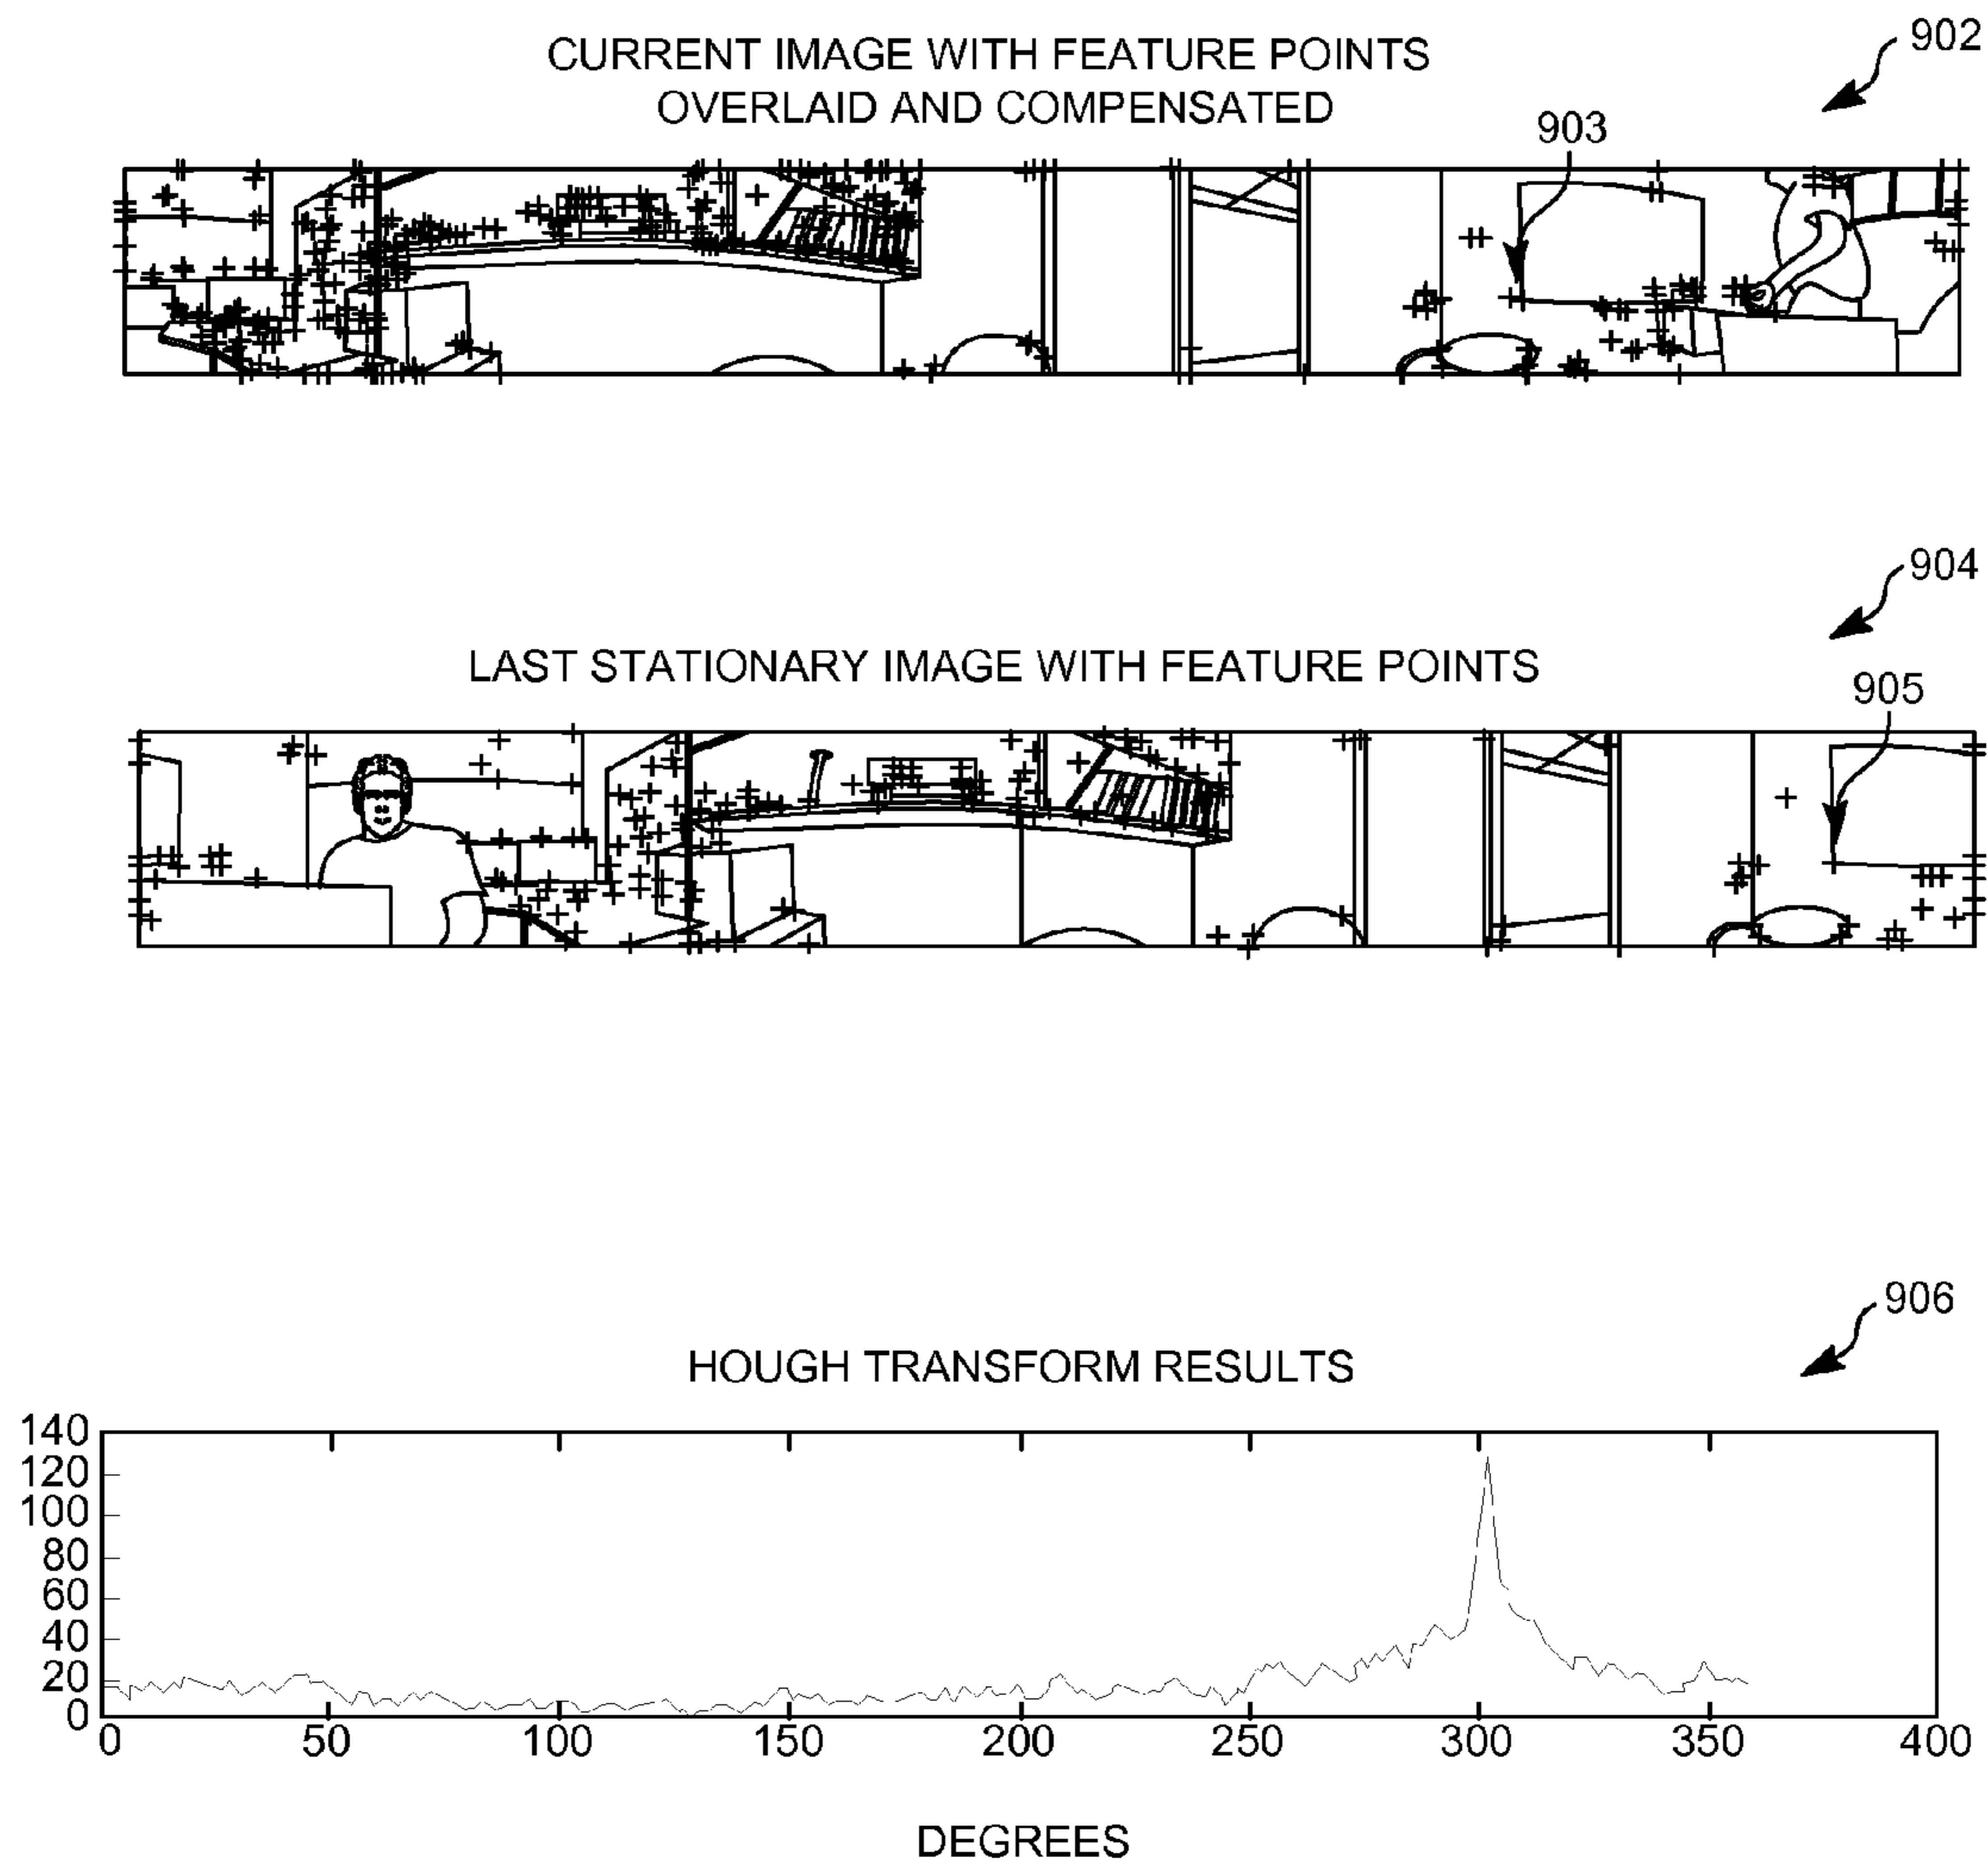 902
CURRENT IMAGE WITH FEATURE POINTS
OVERLAID AND COMPENSATED
903
904
LAST STATIONARY IMAGE WITH FEATURE POINTS
905
906
HOUGH TRANSFORM RESULTS
140
120
100
80
60
40
20
0
0 50 100 150 200 250 300 350 400
DEGREES